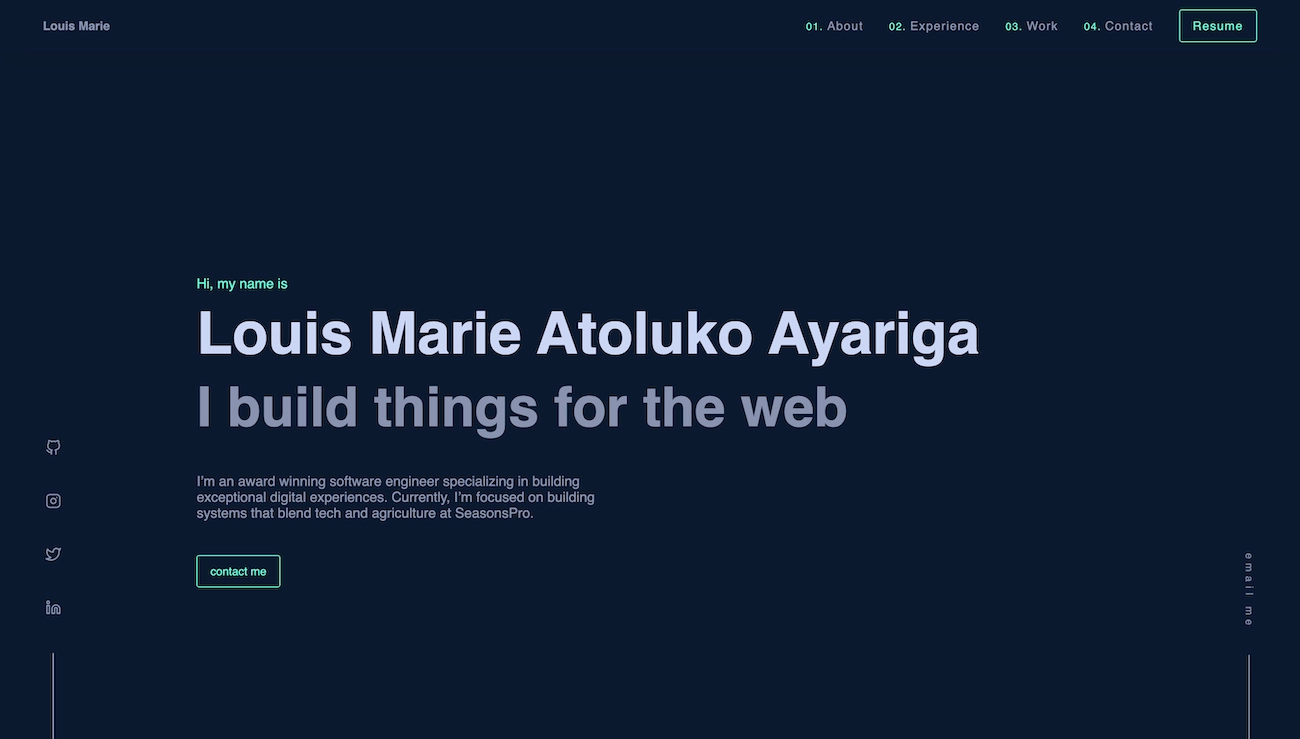 Louis Marie
01. About 02. Experience 03. Work 04. Contact Resume
Hi, my name is
Louis Marie Atoluko Ayariga
I build things for the web
I'm an award winning software engineer specializing in building
exceptional digital experiences. Currently, I'm focused on building
systems that blend tech and agriculture at SeasonsPro.
contact me
email me